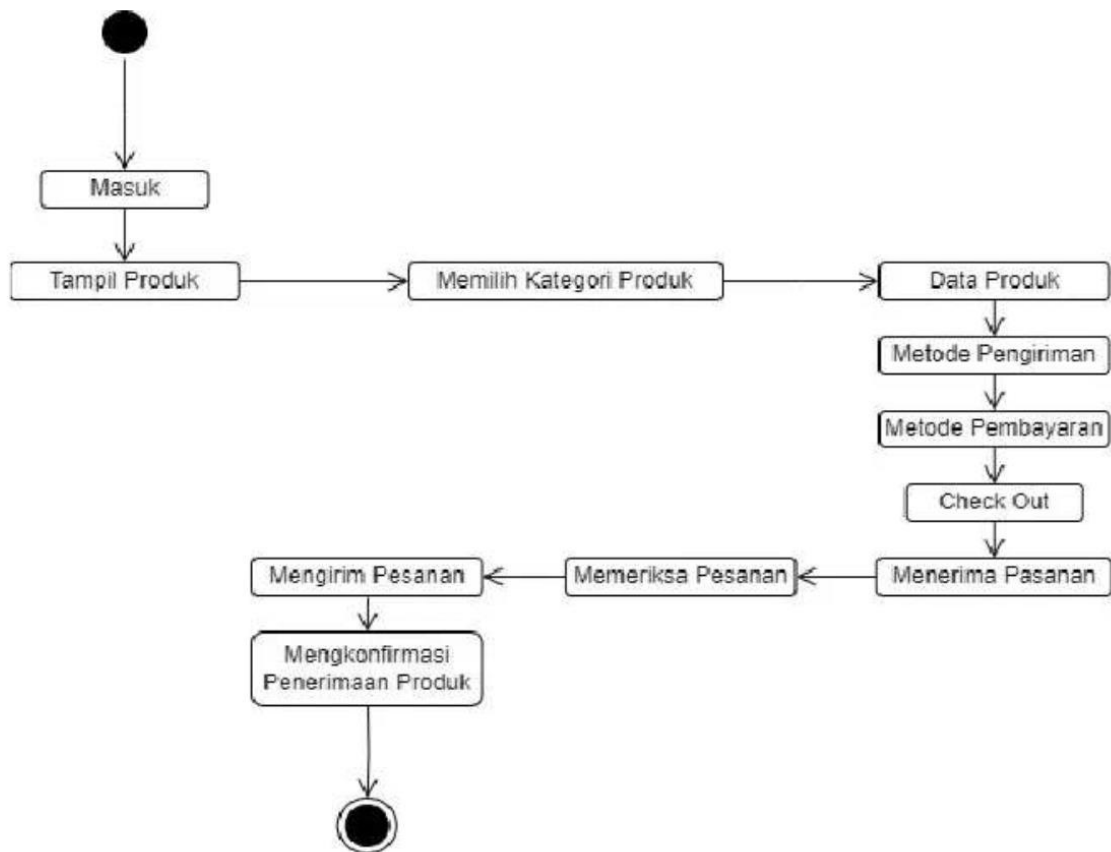 Masuk
Tampil Produk
Memilih Kategori Produk
Data Produk
Metode Pengiriman
Metode Pembayaran
Check Out
Menerima Pasanan
Memeriksa Pesanan
Mengirim Pesanan
Mengkonfirmasi
Penerimaan Produk